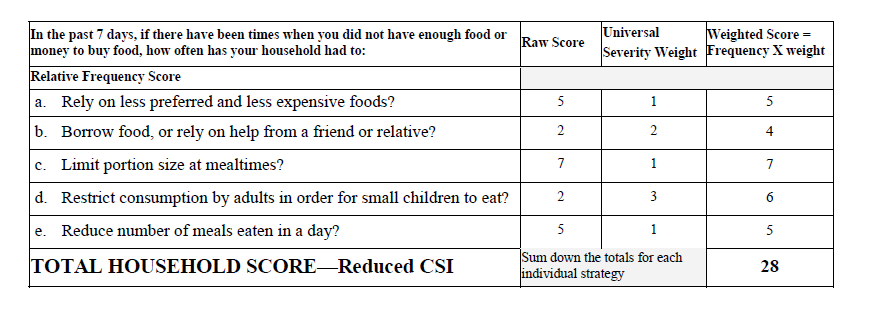 In the past 7 days, if there have been times when you did not have enough food or
money to buy food, how often has your household had to:
Raw Score
Universal
Severity Weight
Weighted Score =
Frequency X weight
Relative Frequency Score
a. Rely on less preferred and less expensive foods? 5 1 5
b. Borrow food, or rely on help from a friend or relative? 2 2 4
c. Limit portion size at mealtimes? 7 1 7
d. Restrict consumption by adults in order for small children to eat? 2 3 6
e. Reduce number of meals eaten in a day? 5 1 5
TOTAL HOUSEHOLD SCORE—Reduced CSI
Sum down the totals for each
individual strategy
28